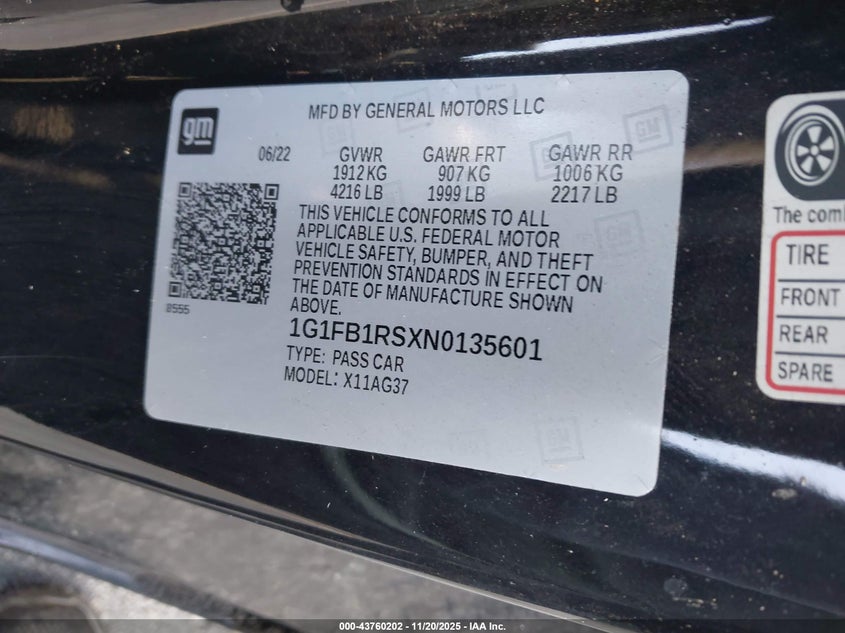 MFD BY GENERAL MOTORS LLC
gm
06/22 GVWR GAWR FRT GAWR RR
1912 KG 907 KG 1006 KG
4216 LB 1999 LB 2217 LB
THIS VEHICLE CONFORMS TO ALL
APPLICABLE U.S. FEDERAL MOTOR
VEHICLE SAFETY, BUMPER, AND THEFT
PREVENTION STANDARDS IN EFFECT ON
THE DATE OF MANUFACTURE SHOWN
ABOVE.
8555
1G1FB1RSXN0135601
TYPE: PASS CAR
MODEL: X11AG37
The com
TIRE
FRONT
REAR
SPARE
000-43760202 - 11/20/2025 - IAA Inc.